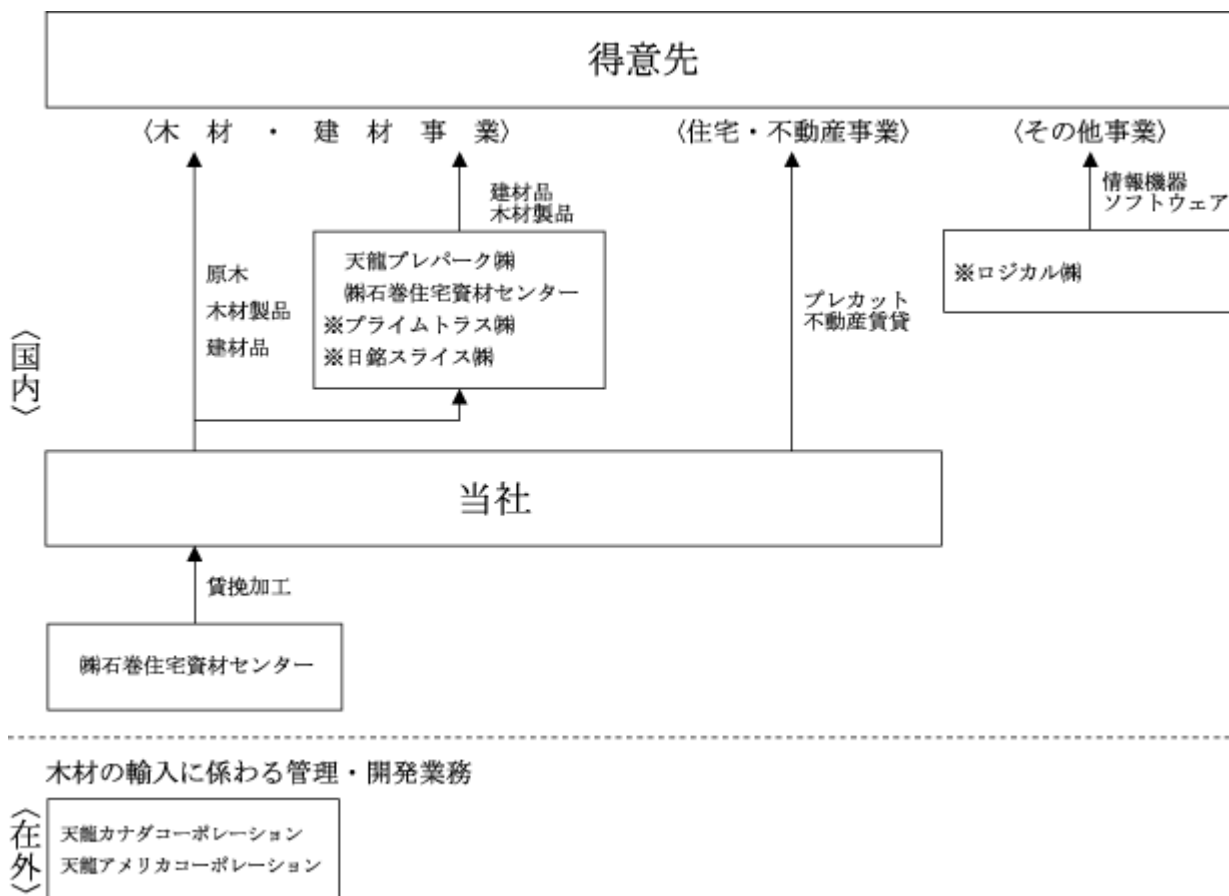 得意先
〈木材・建材事業〉
〈住宅・不動産事業〉
〈その他事業〉
建材品
木材製品
情報機器
ソフトウェア
原木
木材製品
建材品
天龍プレパーク㈱
㈱石巻住宅資材センター
※プライムトラス㈱
※日銘スライス㈱
プレカット
不動産賃貸
※ロジカル㈱
〈国内〉
当社
賃挽加工
㈱石巻住宅資材センター
木材の輸入に係わる管理・開発業務
〈在外〉
天龍カナダコーポレーション
天龍アメリカコーポレーション